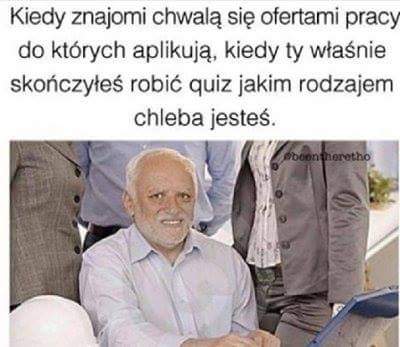 Kiedy znajomi chwalą się ofertami pracy
do których aplikują, kiedy ty właśnie
skończyłeś robić quiz jakim rodzajem
chleba jesteś.
@beentheretho